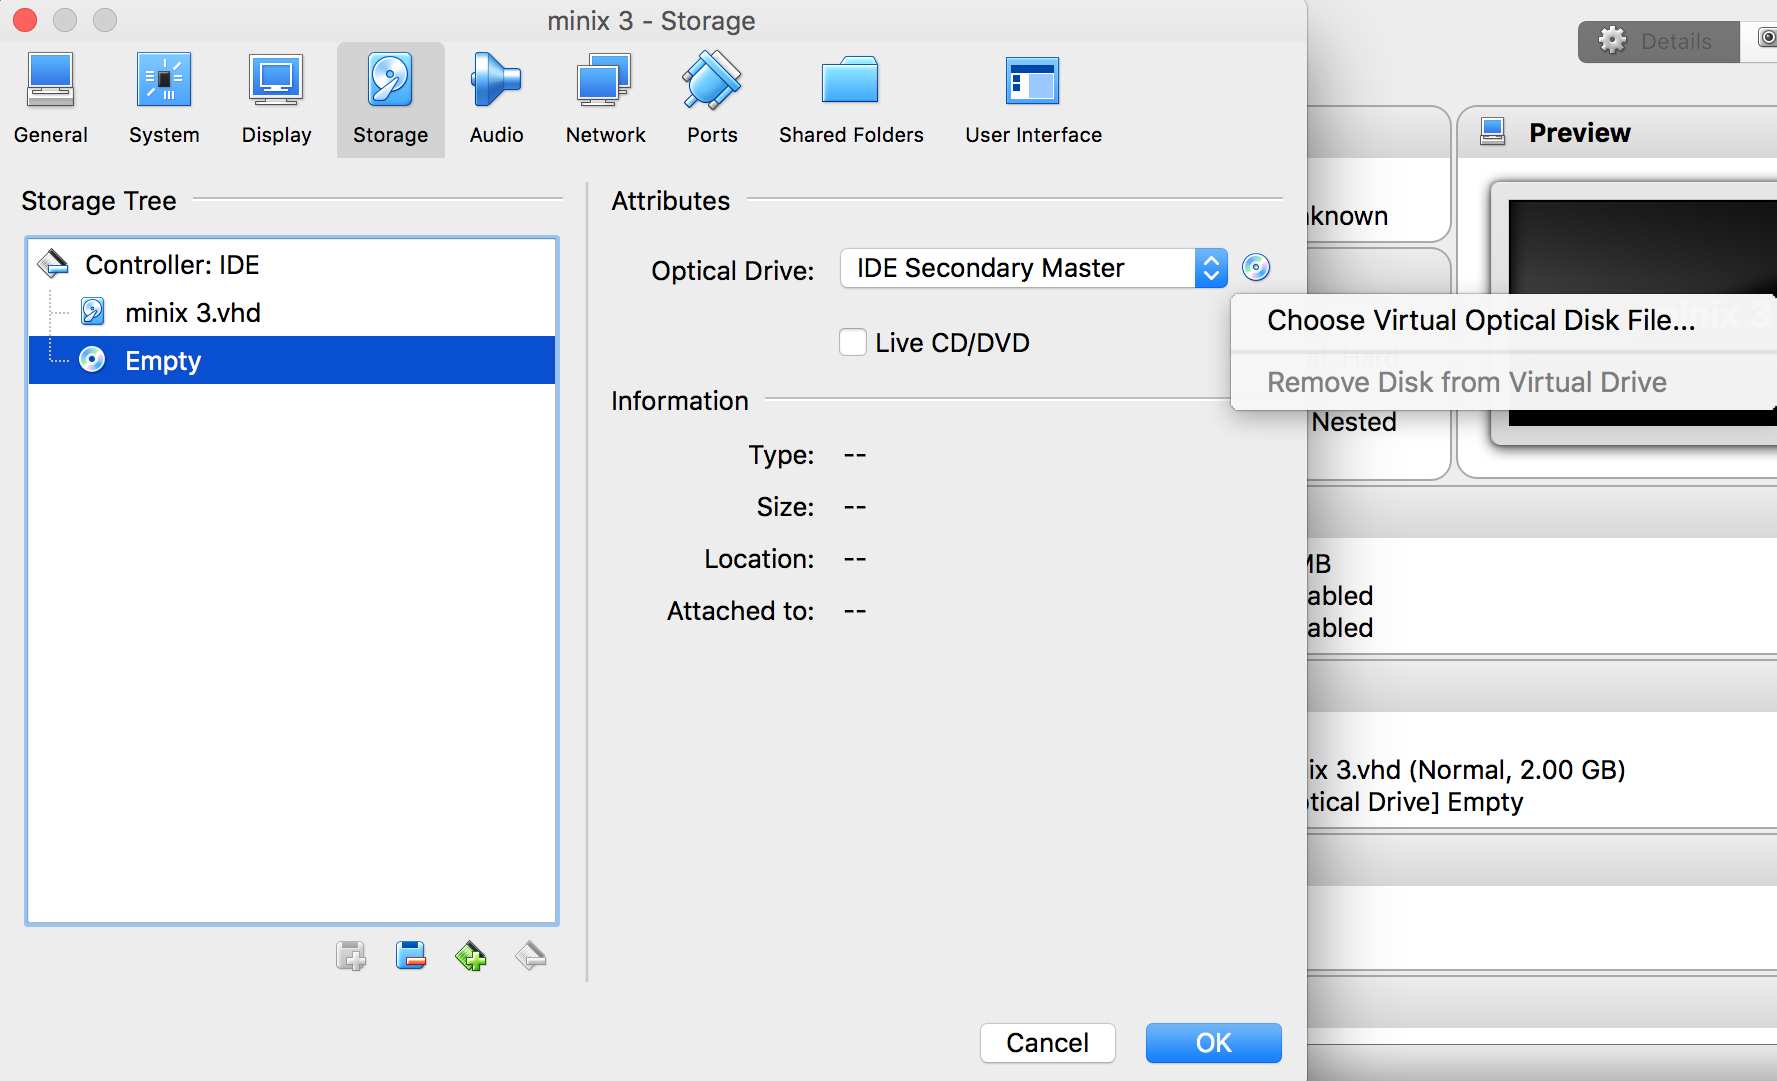 minix 3 - Storage
Details
General
System
Display
Storage
Audio
Network
Ports
Shared Folders
User Interface
Preview
Storage Tree
Attributes
known
Controller: IDE
Optical Drive:
IDE Secondary Master
minix 3.vhd
Choose Virtual Optical Disk File...
Live CD/DVD
Empty
Remove Disk from Virtual Drive
Information
Nested
Type: --
Size: --
Location: --
MB
abled
Attached to: --
abled
ix 3.vhd (Normal, 2.00 GB)
tical Drive] Empty
Cancel
OK